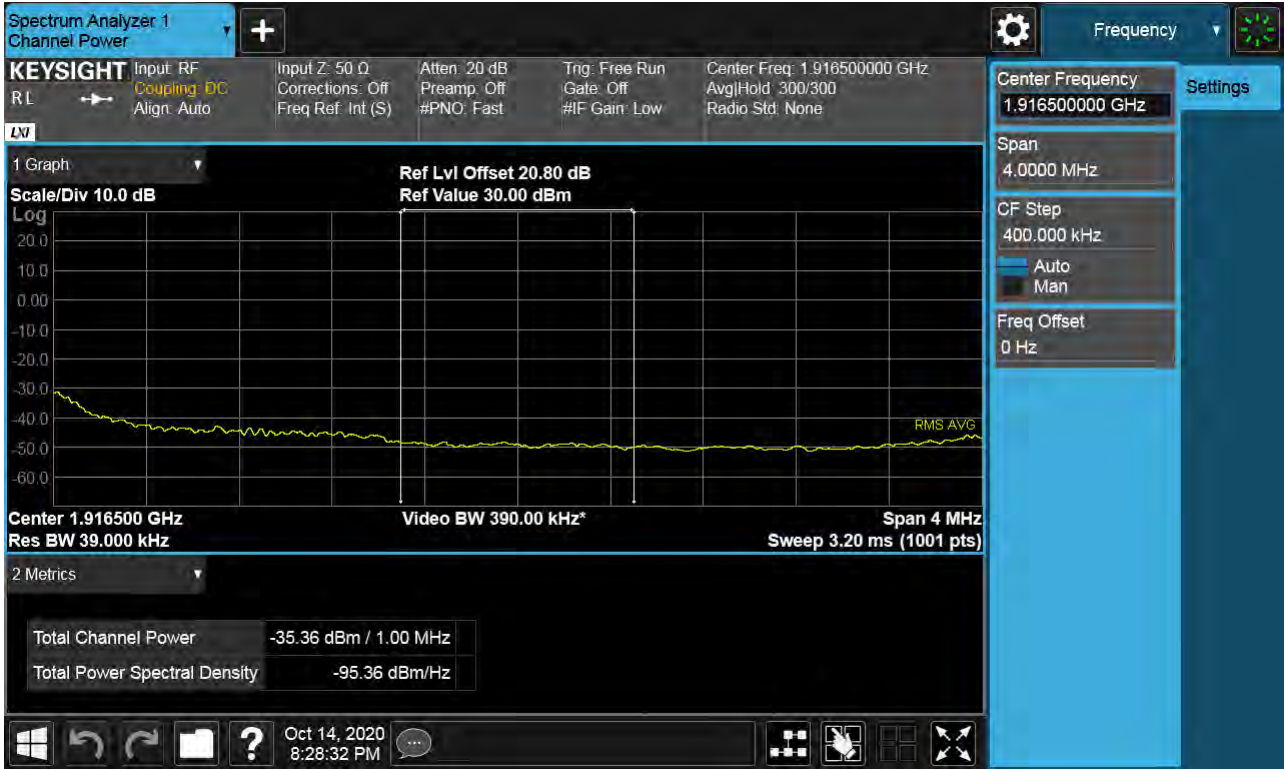 Spectrum Analyzer 1
Channel Power
+
Frequency
KEYSIGHT
RL
LXI
Input: RF
Coupling: DC
Align: Auto
Input Z: 50 Ω
Corrections: Off
Freq Ref: Int (S)
Atten: 20 dB
Preamp: Off
#PNO: Fast
Trig: Free Run
Gate: Off
#IF Gain: Low
Center Freq: 1.916500000 GHz
Avg|Hold: 300/300
Radio Std: None
1 Graph
Scale/Div 10.0 dB
Ref Lvl Offset 20.80 dB
Ref Value 30.00 dBm
Log
20.0
10.0
0.00
-10.0
-20.0
-30.0
-40.0
-50.0
-60.0
RMS AVG
Center 1.916500 GHz
Res BW 39.000 kHz
Video BW 390.00 kHz*
Span 4 MHz
Sweep 3.20 ms (1001 pts)
2 Metrics
Total Channel Power -35.36 dBm / 1.00 MHz
Total Power Spectral Density -95.36 dBm/Hz
?
Oct 14, 2020
8:28:32 PM
Center Frequency
1.916500000 GHz
Span
4.0000 MHz
CF Step
400.000 kHz
Auto
Man
Freq Offset
0 Hz
Settings